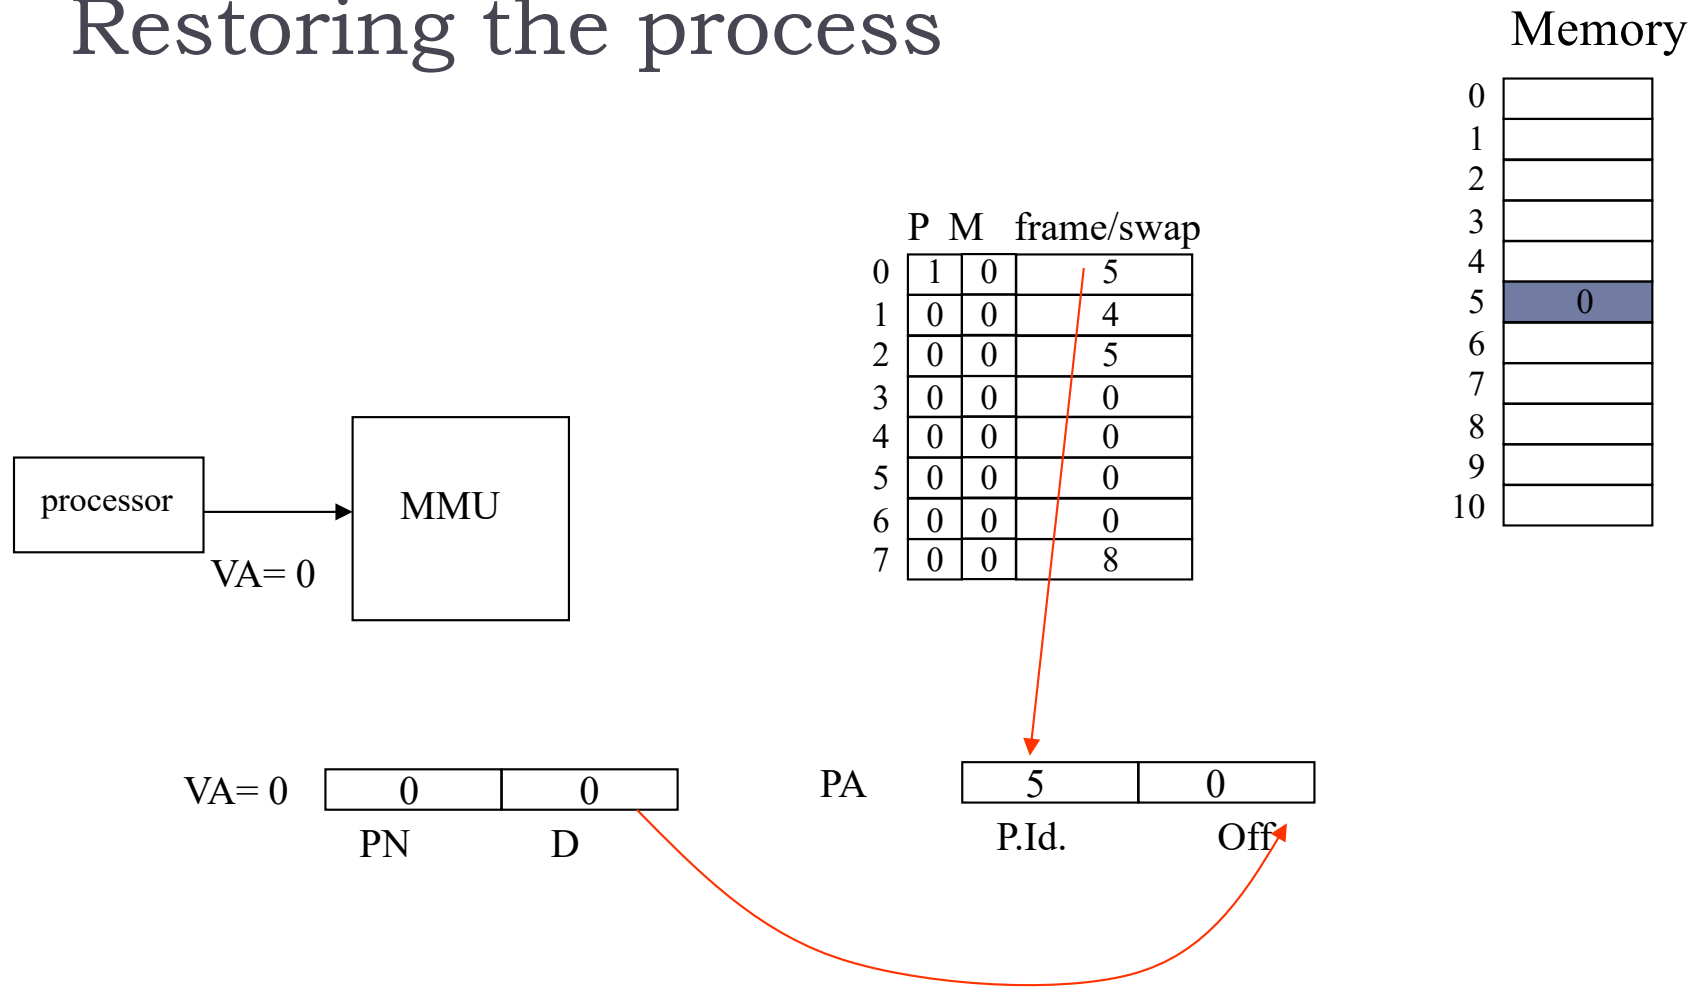 Restoring the process
Memory
0
1
2
3
4
5 0
6
7
8
9
10
P M frame/swap
0 1 0 5
1 0 0 4
2 0 0 5
3 0 0 0
4 0 0 0
5 0 0 0
6 0 0 0
7 0 0 8
processor
MMU
VA= 0
VA= 0 0 0
PN D
PA 5 0
P.Id. Off